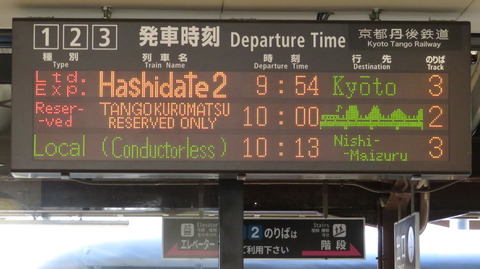 1 2 3 発車時刻 Departure Time 京都丹後鉄道
Kyoto Tango Railway
種別 列車名 時刻 行先 のりば
Type Train Name Time Destination Track
Ltd. Exp. Hashidate 2 9:54 Kyōto 3
Reser-
-ved TANGO KUROMATSU
RESERVED ONLY 10:00 2
Local (Conductorless) 10:13 Nishi-
-Maizuru 3
Elevator
エレベーター
2 のりばは
ご利用下さい
Stairs
階段